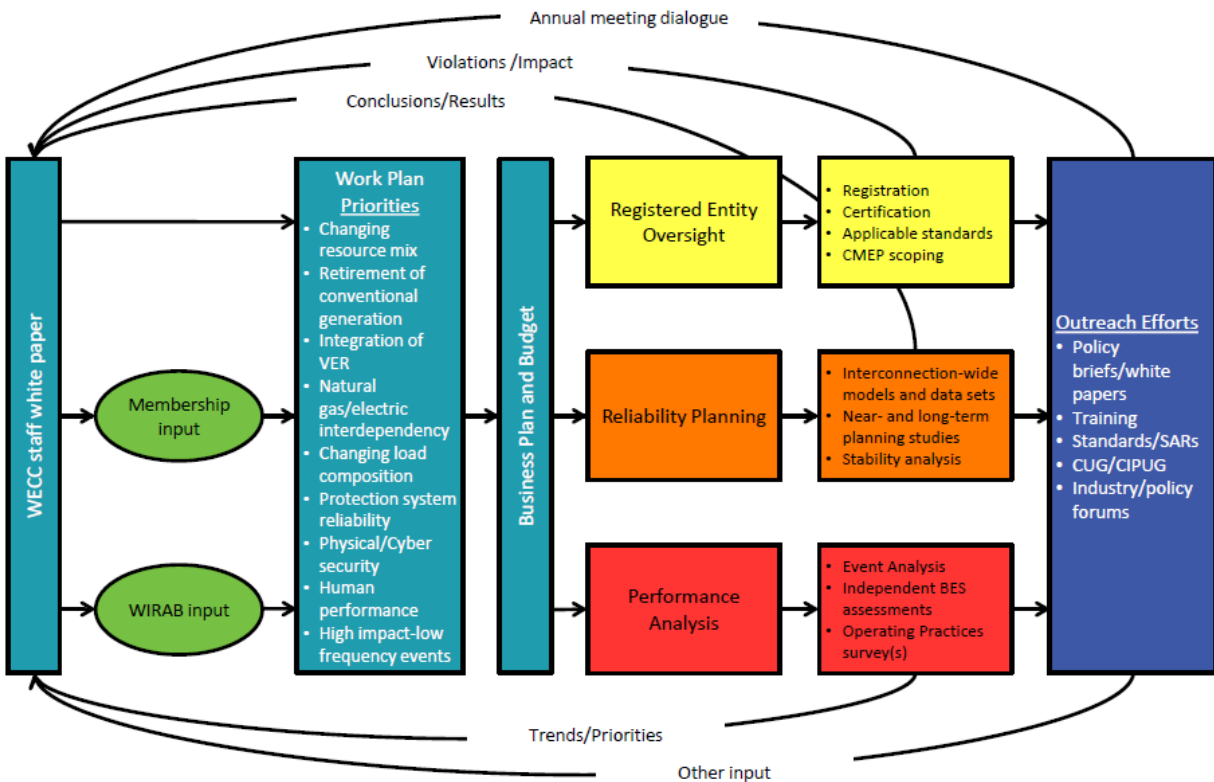 Annual meeting dialogue
Violations /Impact
Conclusions/Results
WECC staff white paper
Membership
input
WIRAB input
Work Plan
Priorities
• Changing
resource mix
• Retirement of
conventional
generation
• Integration of
VER
• Natural
gas/electric
interdependency
• Changing load
composition
• Protection system
reliability
• Physical/Cyber
security
• Human
performance
• High impact-low
frequency events
Business Plan and Budget
Registered Entity
Oversight
• Registration
• Certification
• Applicable standards
• CMEP scoping
Reliability Planning
• Interconnection-wide
models and data sets
• Near- and long-term
planning studies
• Stability analysis
Performance
Analysis
• Event Analysis
• Independent BES
assessments
• Operating Practices
survey(s)
Outreach Efforts
• Policy
briefs/white
papers
• Training
• Standards/SARs
• CUG/CIPUG
• Industry/policy
forums
Trends/Priorities
Other input